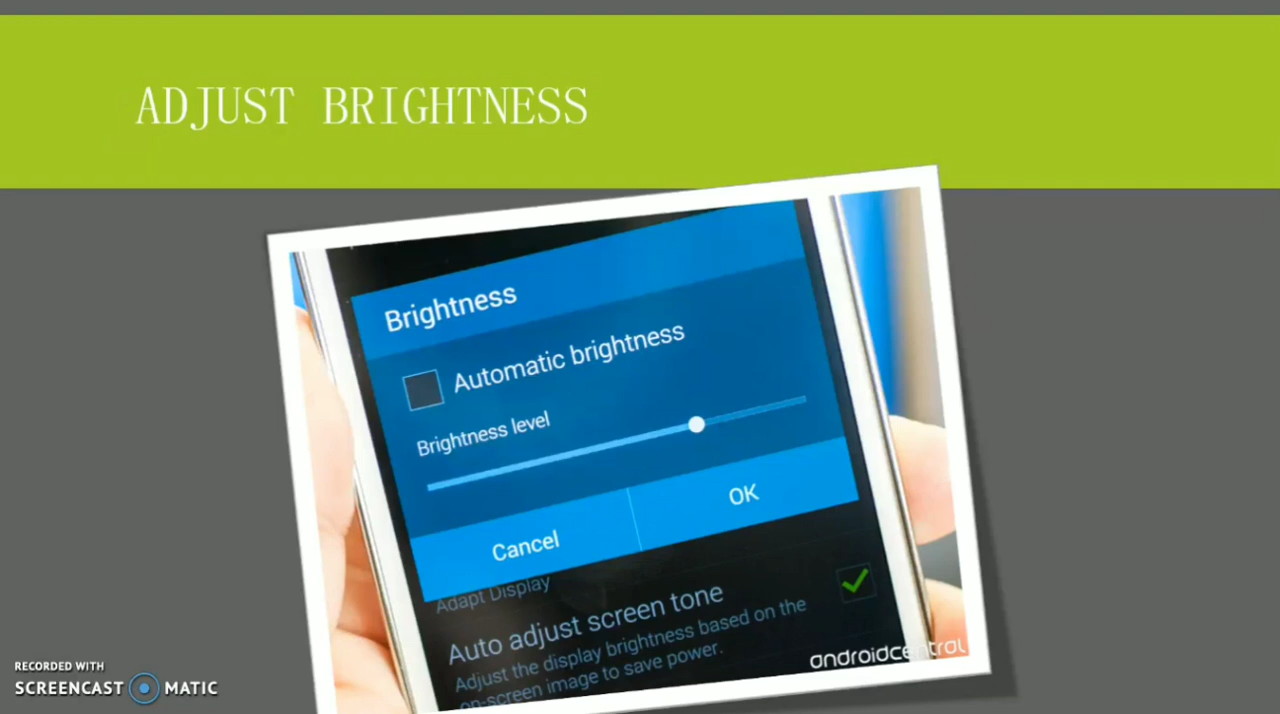 ADJUST BRIGHTNESS
Brightness
Automatic brightness
Brightness level
Cancel
OK
Adapt Display
Auto adjust screen tone
Adjust the display brightness based on the
on-screen image to save power.
androidcentral
RECORDED WITH
SCREENCAST MATIC